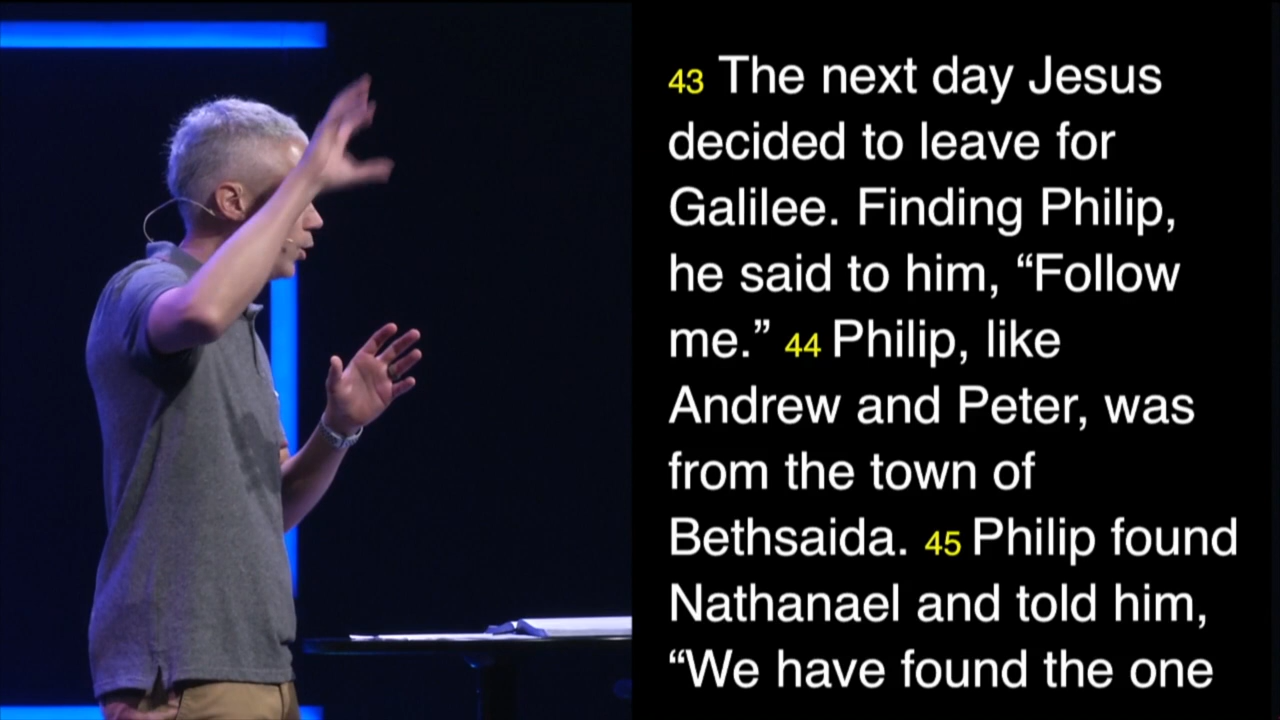 43 The next day Jesus
decided to leave for
Galilee. Finding Philip,
he said to him, “Follow
me.” 44 Philip, like
Andrew and Peter, was
from the town of
Bethsaida. 45 Philip found
Nathanael and told him,
“We have found the one